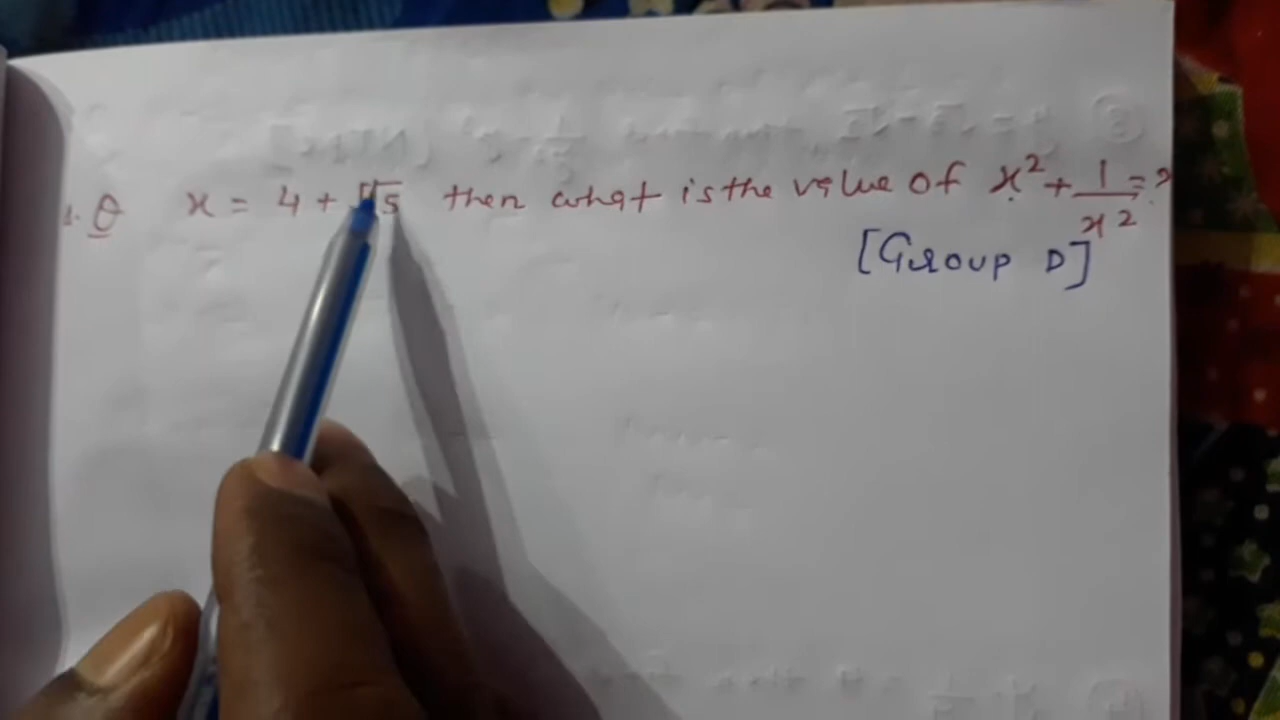 1. Q x = 4 + √5 then what is the value of x² + 1/x² = ?
[Group D]